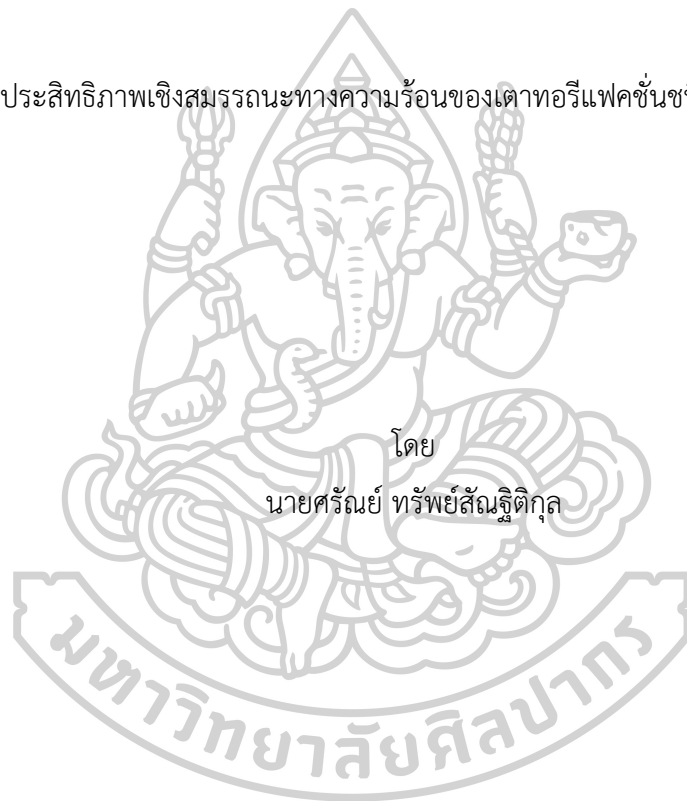 ประสิทธิภาพเชิงสมรรถนะทางความร้อนของเตาทอรีแฟคชั่น
โดย
นายศรัณย์ ทรัพย์สัณฐิติกุล
มหาวิทยาลัยศิลปากร